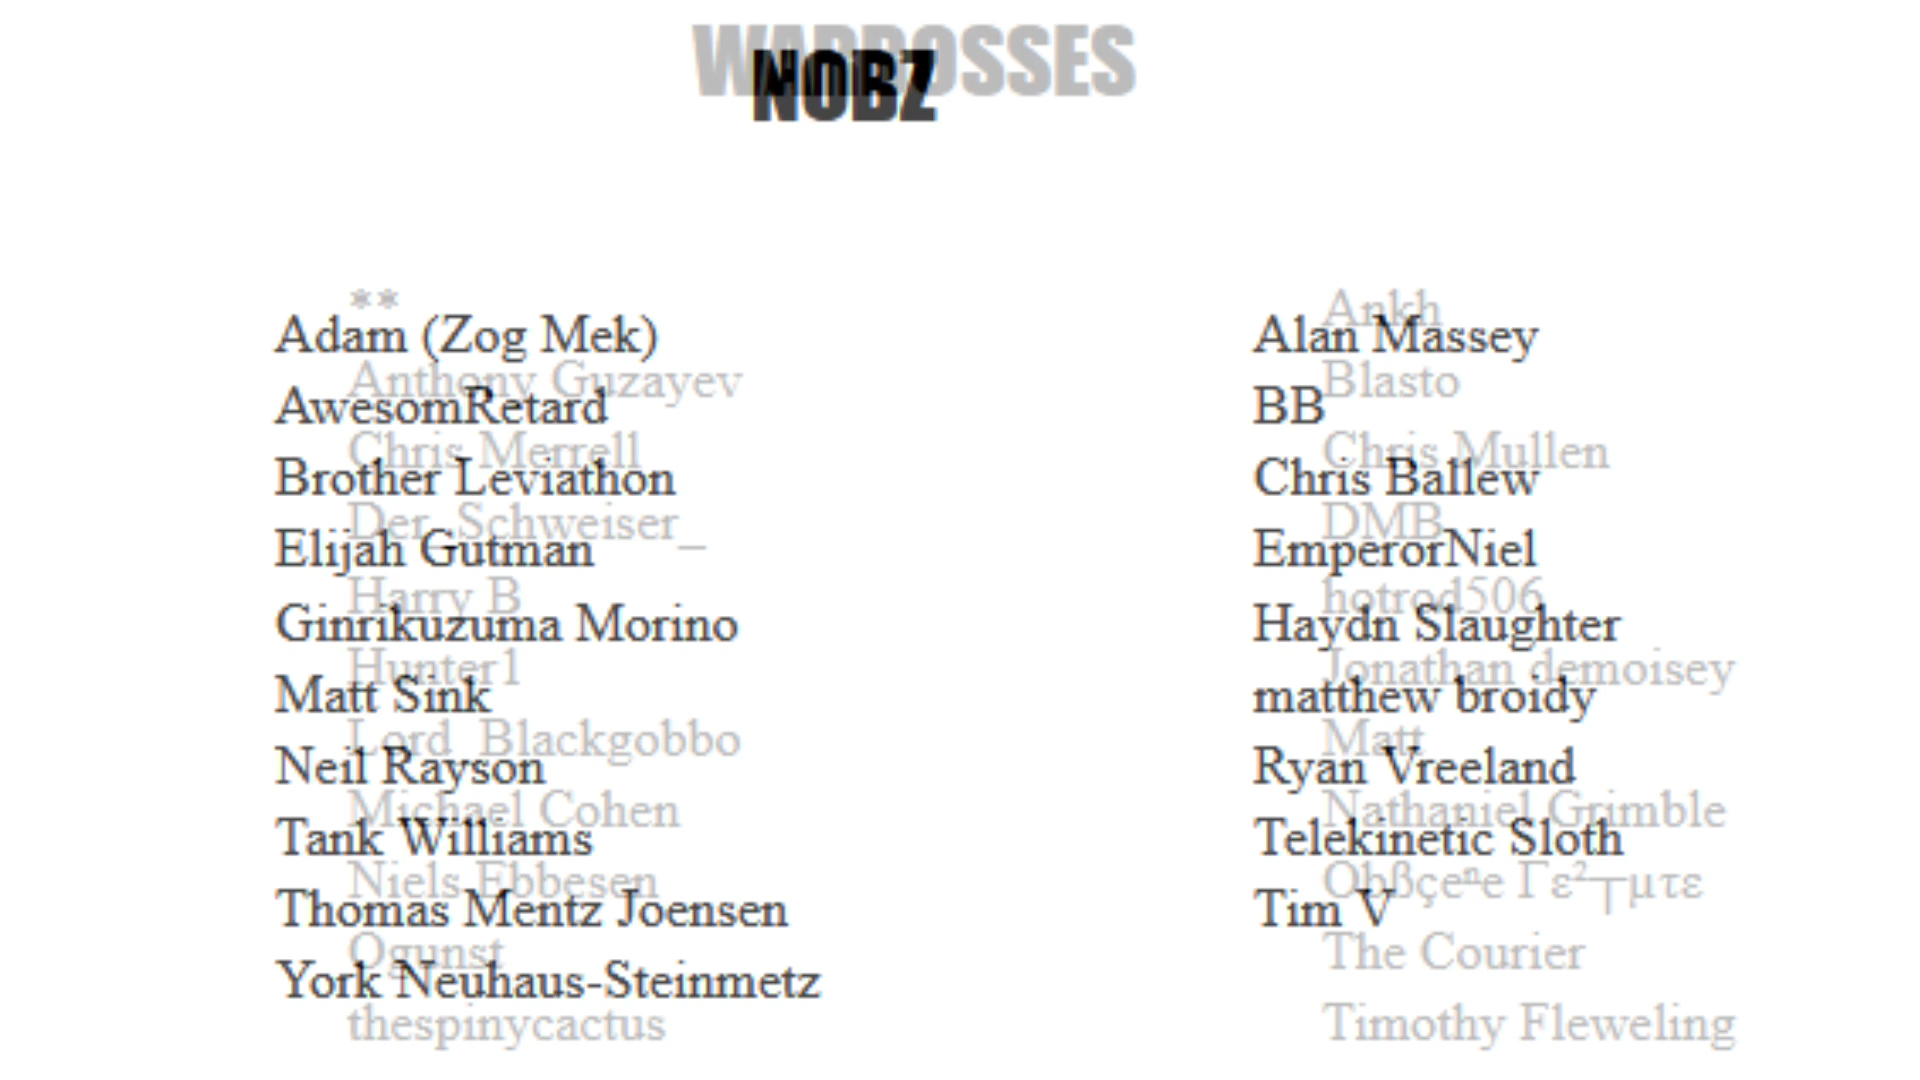 WARBOSSES
NOBZ
**
Ankh
Adam (Zog Mek)
Alan Massey
Anthony Guzayev
Blasto
AwesomRetard
BB
Chris Merrell
Chris Mullen
Brother Leviathon
Chris Ballew
Der_Schweiser_
DMB
Elijah Gutman
EmperorNiel
Harry B
hotrod506
Ginrikuzuma Morino
Haydn Slaughter
Hunter1
Jonathan demoisey
Matt Sink
matthew broidy
Lord_Blackgobbo
Matt
Neil Rayson
Ryan Vreeland
Michael Cohen
Nathaniel Grimble
Tank Williams
Telekinetic Sloth
Niels Ebbesen
Obβçeⁿe Γε²┬μτε
Thomas Mentz Joensen
Tim V
Ogunst
The Courier
York Neuhaus-Steinmetz
thespinycactus
Timothy Fleweling